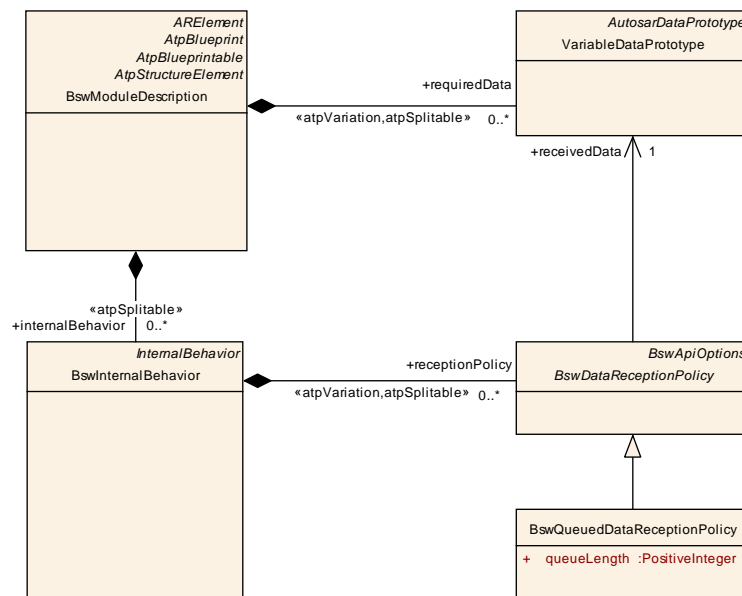 ARElement
AtpBlueprint
AtpBlueprintable
AtpStructureElement
BswModuleDescription
AutosarDataPrototype
VariableDataPrototype
+requiredData
«atpVariation,atpSplitable» 0..*
+receivedData 1
«atpSplitable»
+internalBehavior 0..*
InternalBehavior
BswInternalBehavior
+receptionPolicy
«atpVariation,atpSplitable» 0..*
BswApiOptions
BswDataReceptionPolicy
BswQueuedDataReceptionPolicy
+ queueLength :PositiveInteger